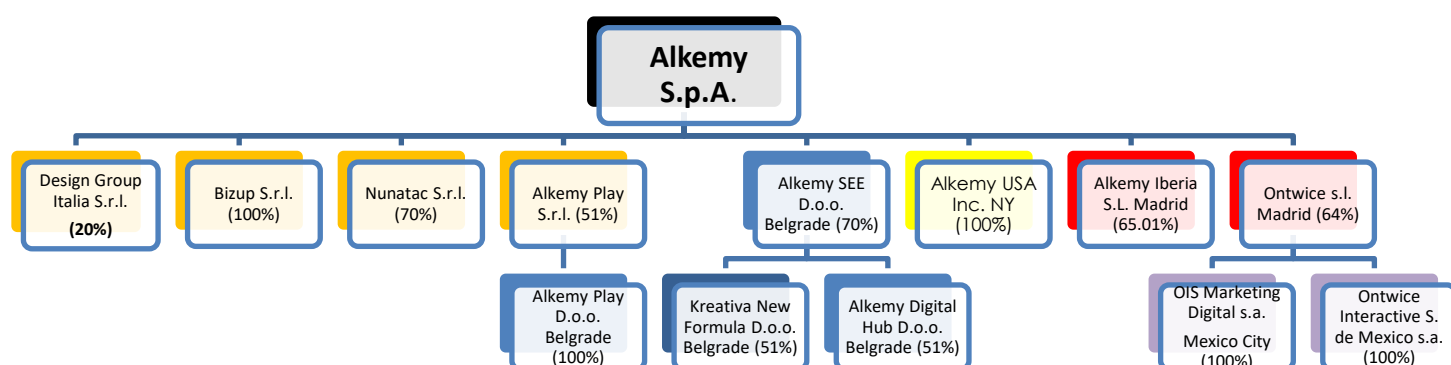 Alkemy
S.p.A.
Design Group
Italia S.r.l.
(20%)
Bizup S.r.l.
(100%)
Nunatac S.r.l.
(70%)
Alkemy Play
S.r.l. (51%)
Alkemy SEE
D.o.o.
Belgrade (70%)
Alkemy USA
Inc. NY
(100%)
Alkemy Iberia
S.L. Madrid
(65.01%)
Ontwice s.l.
Madrid (64%)
Alkemy Play
D.o.o.
Belgrade
(100%)
Kreativa New
Formula D.o.o.
Belgrade (51%)
Alkemy Digital
Hub D.o.o.
Belgrade (51%)
OIS Marketing
Digital s.a.
Mexico City
(100%)
Ontwice
Interactive S.
de Mexico s.a.
(100%)